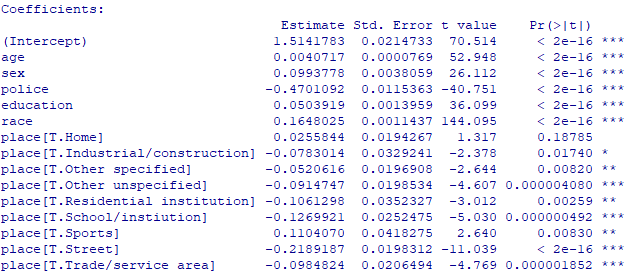 Coefficients:
Estimate Std. Error t value Pr(>|t|)
(Intercept) 1.5141783 0.0214733 70.514 < 2e-16 ***
age 0.0040717 0.0000769 52.948 < 2e-16 ***
sex 0.0993778 0.0038059 26.112 < 2e-16 ***
police -0.4701092 0.0115363 -40.751 < 2e-16 ***
education 0.0503919 0.0013959 36.099 < 2e-16 ***
race 0.1648025 0.0011437 144.095 < 2e-16 ***
place[T.Home] 0.0255844 0.0194267 1.317 0.18785
place[T.Industrial/construction] -0.0783014 0.0329241 -2.378 0.01740 *
place[T.Other specified] -0.0520616 0.0196908 -2.644 0.00820 **
place[T.Other unspecified] -0.0914747 0.0198534 -4.607 0.000004080 ***
place[T.Residential institution] -0.1061298 0.0352327 -3.012 0.00259 **
place[T.School/instiution] -0.1269921 0.0252475 -5.030 0.000000492 ***
place[T.Sports] 0.1104070 0.0418275 2.640 0.00830 **
place[T.Street] -0.2189187 0.0198312 -11.039 < 2e-16 ***
place[T.Trade/service area] -0.0984824 0.0206494 -4.769 0.000001852 ***